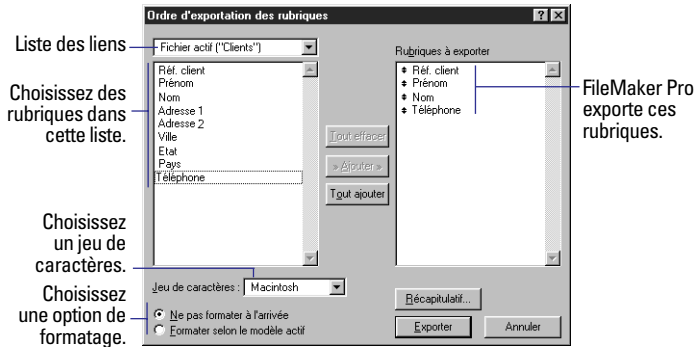 Ordre d'exportation des rubriques
Liste des liens
Fichier actif ("Clients")
Rubriques à exporter
Choisissez des
rubriques dans
cette liste.
Réf. client
Prénom
Nom
Adresse 1
Adresse 2
Ville
Etat
Pays
Téléphone
Tout effacer
» Ajouter »
Tout ajouter
Réf. client
Prénom
Nom
Téléphone
FileMaker Pro
exporte ces
rubriques.
Choisissez
un jeu de
caractères.
Jeu de caractères : Macintosh
Choisissez
une option de
formatage.
Ne pas formater à l'arrivée
Formater selon le modèle actif
Récapitulatif...
Exporter
Annuler